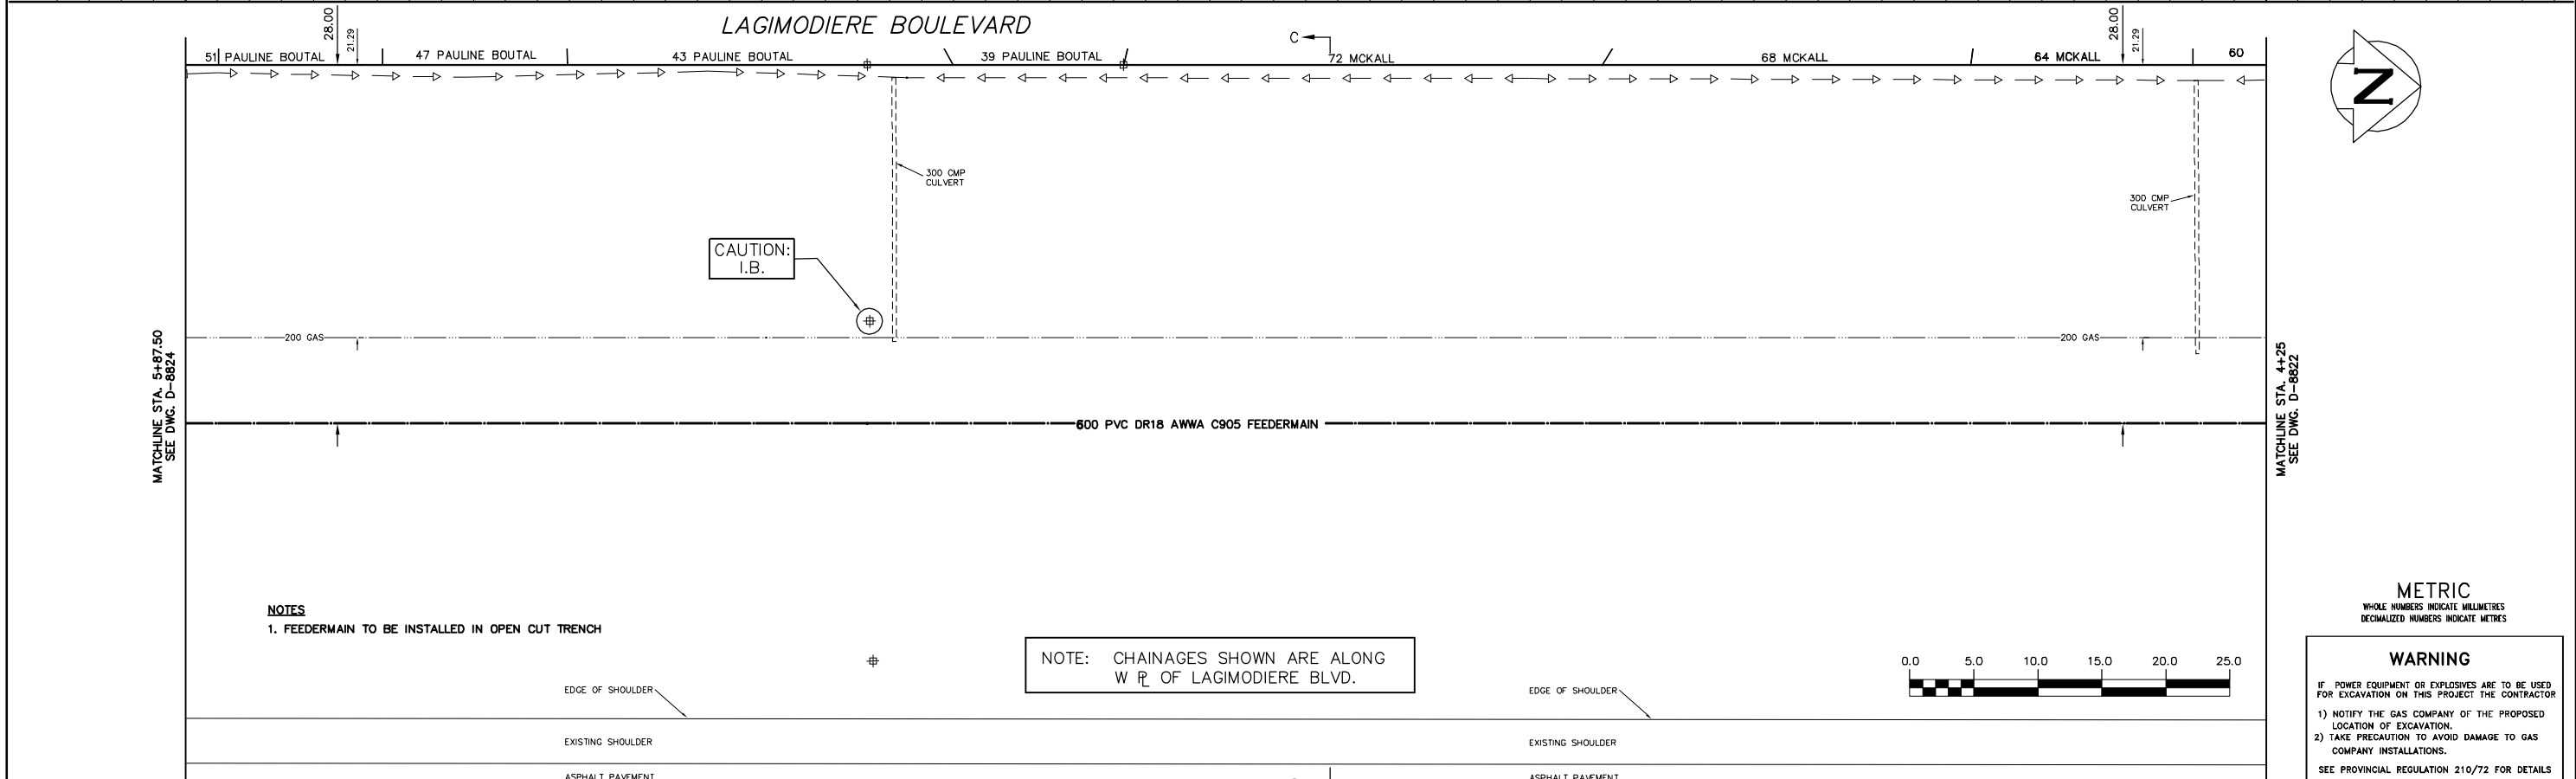 LAGIMODIERE BOULEVARD
28.00
21.29
C
28.00
21.29
51 PAULINE BOUTAL
47 PAULINE BOUTAL
43 PAULINE BOUTAL
39 PAULINE BOUTAL
72 MCKALL
68 MCKALL
64 MCKALL
60
N
300 CMP
CULVERT
300 CMP
CULVERT
CAUTION:
I.B.
200 GAS
200 GAS
MATCHLINE STA. 5+87.50
SEE DWG. D-8824
600 PVC DR18 AWWA C905 FEEDERMAIN
MATCHLINE STA. 4+25
SEE DWG. D-8822
NOTES
1. FEEDERMAIN TO BE INSTALLED IN OPEN CUT TRENCH
NOTE: CHAINAGES SHOWN ARE ALONG
W PL OF LAGIMODIERE BLVD.
0.0 5.0 10.0 15.0 20.0 25.0
METRIC
WHOLE NUMBERS INDICATE MILLIMETRES
DECIMALIZED NUMBERS INDICATE METRES
WARNING
IF POWER EQUIPMENT OR EXPLOSIVES ARE TO BE USED
FOR EXCAVATION ON THIS PROJECT THE CONTRACTOR
1) NOTIFY THE GAS COMPANY OF THE PROPOSED
LOCATION OF EXCAVATION.
2) TAKE PRECAUTION TO AVOID DAMAGE TO GAS
COMPANY INSTALLATIONS.
SEE PROVINCIAL REGULATION 210/72 FOR DETAILS
EDGE OF SHOULDER
EDGE OF SHOULDER
EXISTING SHOULDER
EXISTING SHOULDER
ASPHALT PAVEMENT
ASPHALT PAVEMENT